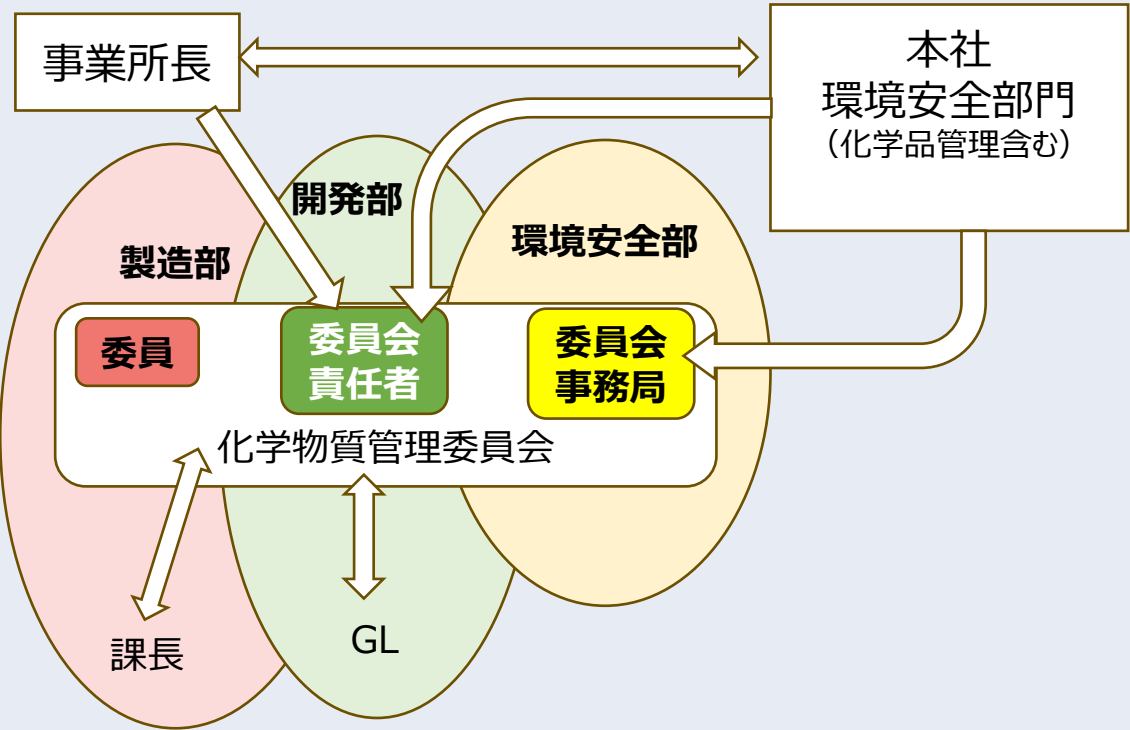 事業所長
本社
環境安全部門
（化学品管理含む）
開発部
製造部
環境安全部
委員
委員会
責任者
委員会
事務局
化学物質管理委員会
課長
GL